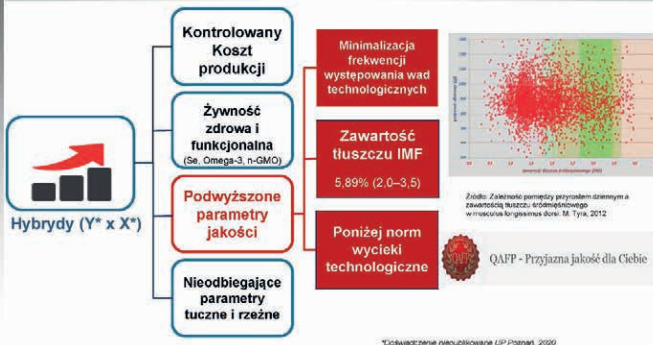 Kontrolowany
Koszt
produkcji
Żywność
zdrowa i
funkcjonalna
(Se, Omega-3, n-GMO)
Hybrydy (Y* x X*)
Podwyższone
parametry
jakości
Nieodbiegające
parametry
tuczne i rzeźne
Minimalizacja
frekwencji
występowania wad
technologicznych
Zawartość
tłuszczu IMF
5,89% (2,0–3,5)
Poniżej norm
wycieki
technologiczne
Źródło: Zależność pomiędzy przyrostem dziennym a
zawartością tłuszczu śródmięśniowego
w musculus longissimus dorsi. M. Tyra, 2012
QAFP
QAFP - Przyjazna jakość dla Ciebie
*Doświadczenie niepublikowane UP Poznań, 2020